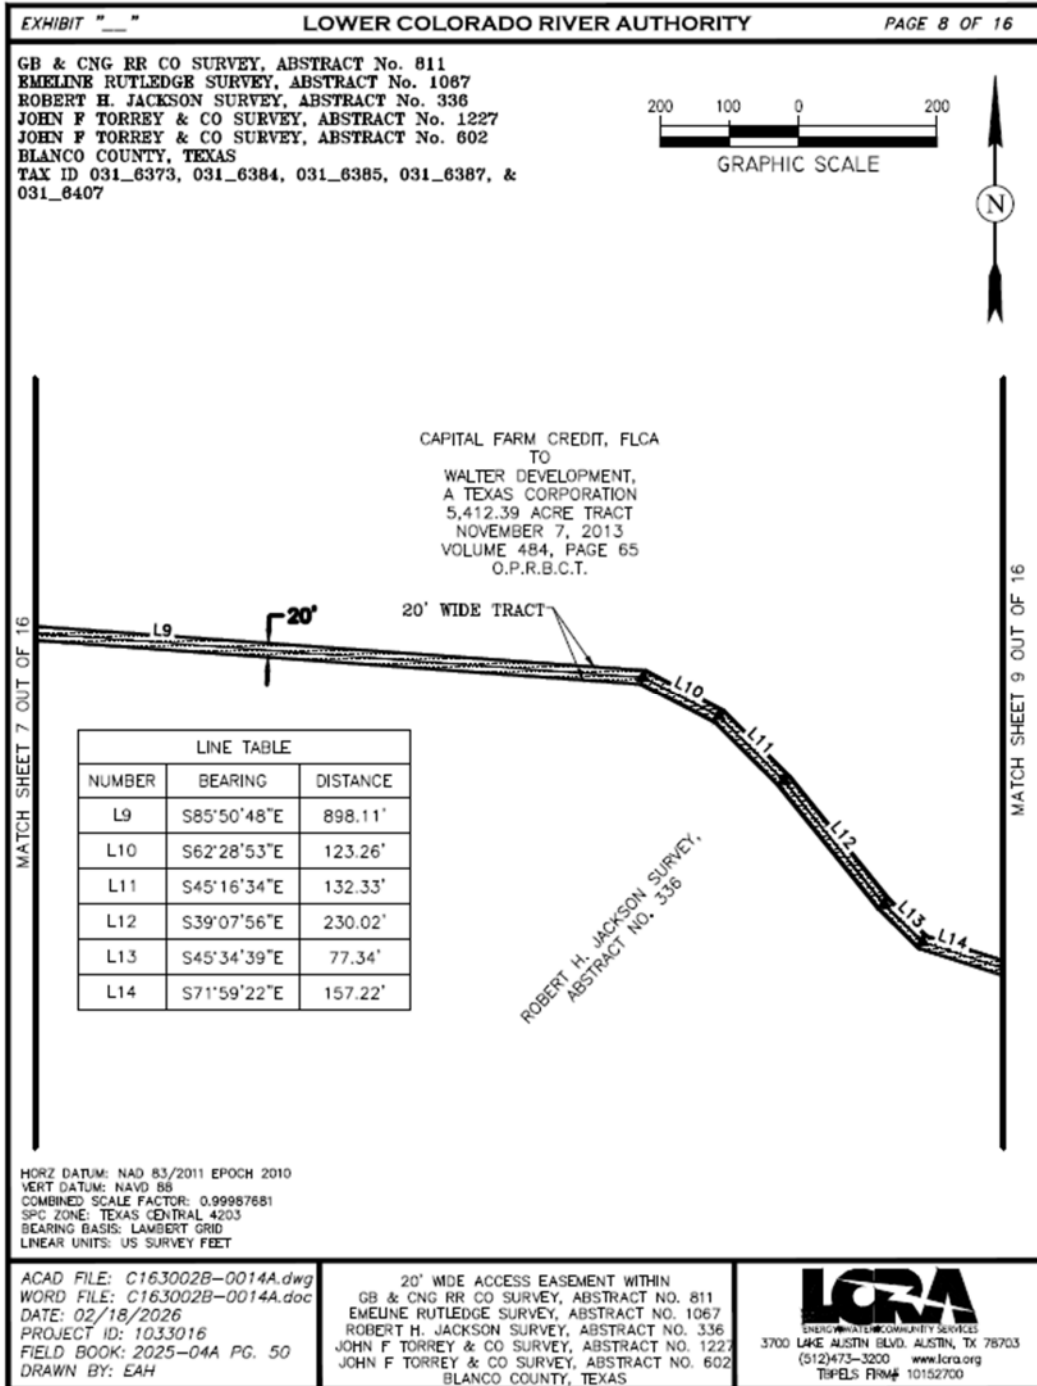 EXHIBIT "__"
LOWER COLORADO RIVER AUTHORITY
PAGE 8 OF 16
GB & CNG RR CO SURVEY, ABSTRACT No. 811
EMELINE RUTLEDGE SURVEY, ABSTRACT No. 1067
ROBERT H. JACKSON SURVEY, ABSTRACT No. 336
JOHN F TORREY & CO SURVEY, ABSTRACT No. 1227
JOHN F TORREY & CO SURVEY, ABSTRACT No. 602
BLANCO COUNTY, TEXAS
TAX ID 031_6373, 031_6384, 031_6385, 031_6387, &
031_6407
200 100 0 200
GRAPHIC SCALE
N
CAPITAL FARM CREDIT, FLCA
TO
WALTER DEVELOPMENT,
A TEXAS CORPORATION
5,412.39 ACRE TRACT
NOVEMBER 7, 2013
VOLUME 484, PAGE 65
O.P.R.B.C.T.
MATCH SHEET 7 OUT OF 16
MATCH SHEET 9 OUT OF 16
20' WIDE TRACT
20'
L9
L10
L11
L12
L13
L14
LINE TABLE
NUMBER BEARING DISTANCE
L9 S85°50'48"E 898.11'
L10 S62°28'53"E 123.26'
L11 S45°16'34"E 132.33'
L12 S39°07'56"E 230.02'
L13 S45°34'39"E 77.34'
L14 S71°59'22"E 157.22'
ROBERT H. JACKSON SURVEY,
ABSTRACT NO. 336
HORZ DATUM: NAD 83/2011 EPOCH 2010
VERT DATUM: NAVD 88
COMBINED SCALE FACTOR: 0.99987681
SPC ZONE: TEXAS CENTRAL 4203
BEARING BASIS: LAMBERT GRID
LINEAR UNITS: US SURVEY FEET
ACAD FILE: C163002B-0014A.dwg
WORD FILE: C163002B-0014A.doc
DATE: 02/18/2026
PROJECT ID: 1033016
FIELD BOOK: 2025-04A PG. 50
DRAWN BY: EAH
20' WIDE ACCESS EASEMENT WITHIN
GB & CNG RR CO SURVEY, ABSTRACT NO. 811
EMELINE RUTLEDGE SURVEY, ABSTRACT NO. 1067
ROBERT H. JACKSON SURVEY, ABSTRACT NO. 336
JOHN F TORREY & CO SURVEY, ABSTRACT NO. 1227
JOHN F TORREY & CO SURVEY, ABSTRACT NO. 602
BLANCO COUNTY, TEXAS
LCRA
ENERGY•WATER•COMMUNITY SERVICES
3700 LAKE AUSTIN BLVD. AUSTIN, TX 78703
(512)473-3200 www.lcra.org
TBPELS FIRM# 10152700